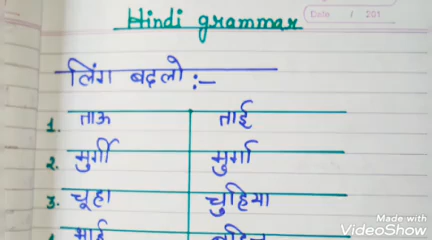 Hindi grammar
Date / 201
लिंग बदलो :-
1. ताऊ ताई
2. मुर्गी मुर्गा
3. चूहा चुहिया
भाई
Made with
VideoShow